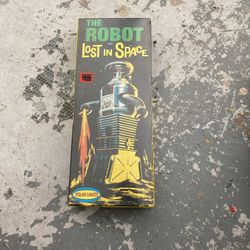 THE
ROBOT
LOST IN SPACE
POLAR LIGHTS